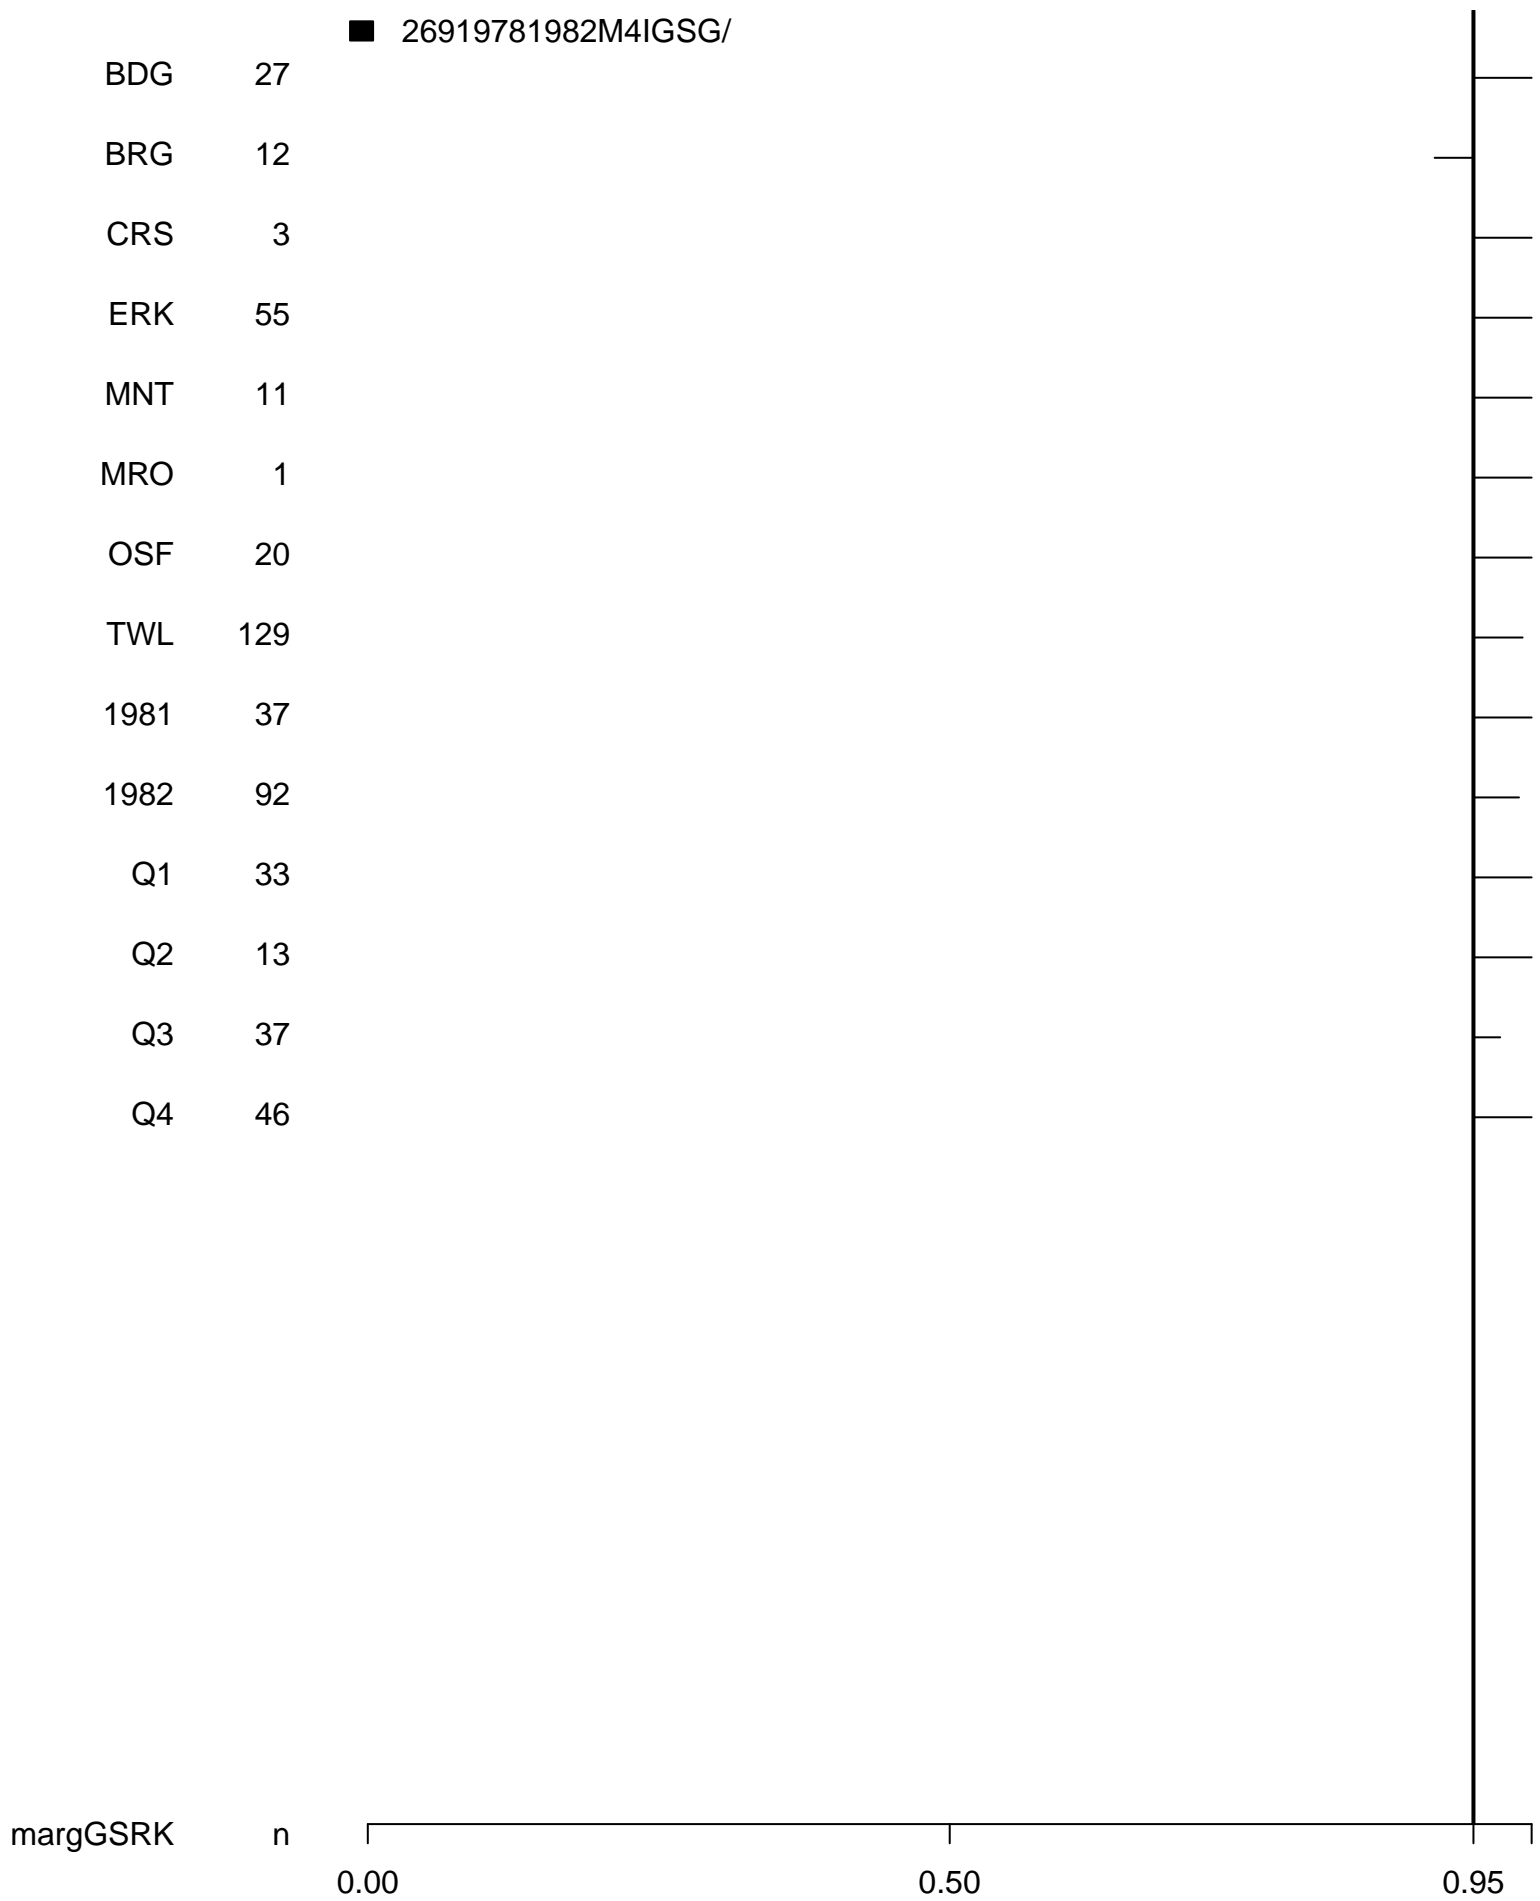 26919781982M4IGSG/
BDG 27
BRG 12
CRS 3
ERK 55
MNT 11
MRO 1
OSF 20
TWL 129
1981 37
1982 92
Q1 33
Q2 13
Q3 37
Q4 46
margGSRK n
0.00 0.50 0.95